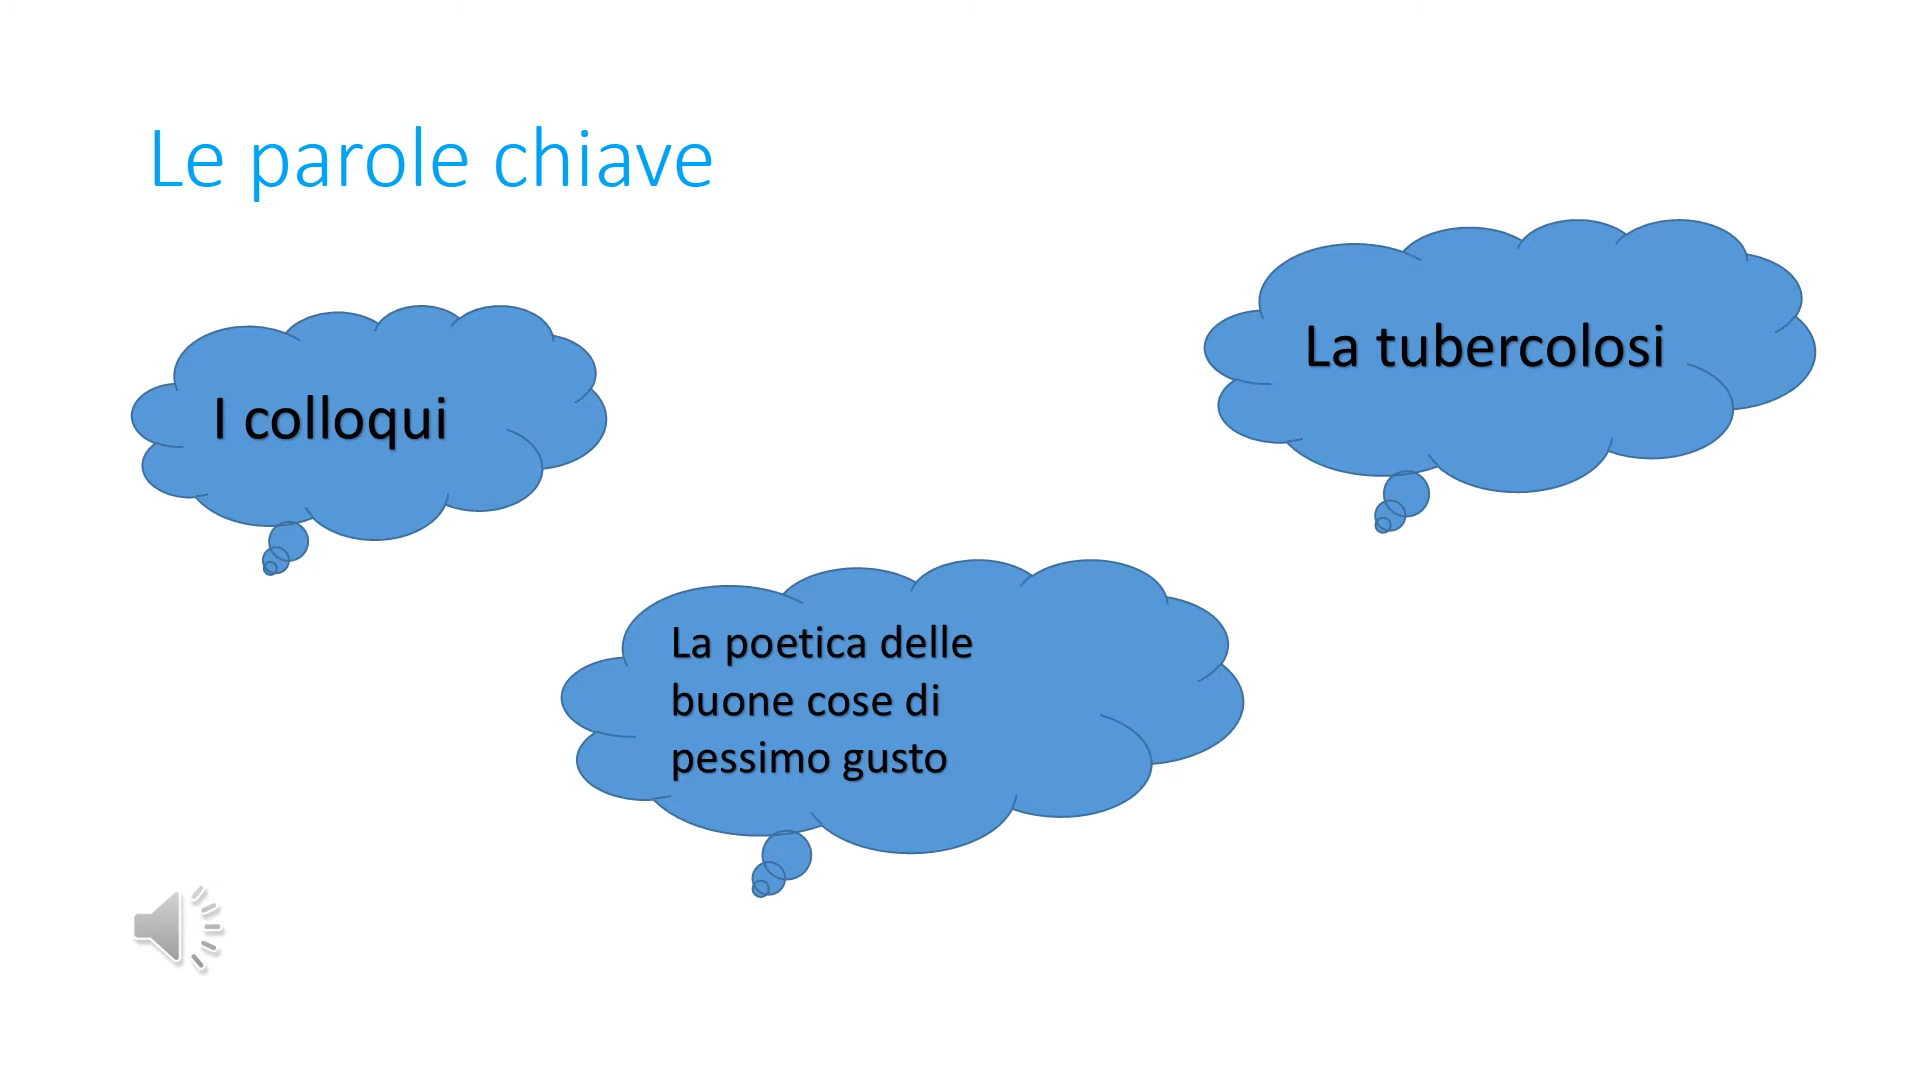 Le parole chiave
I colloqui
La tubercolosi
La poetica delle
buone cose di
pessimo gusto